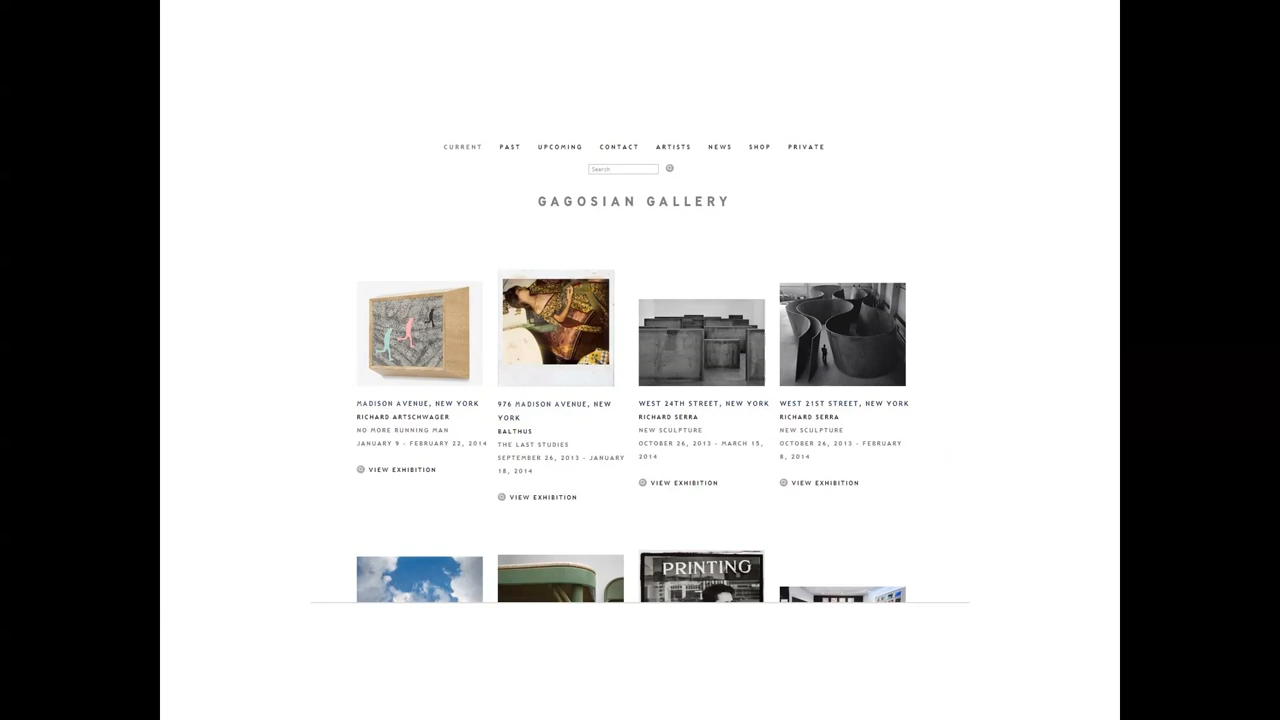 CURRENT PAST UPCOMING CONTACT ARTISTS NEWS SHOP PRIVATE
Search
GAGOSIAN GALLERY
MADISON AVENUE, NEW YORK
RICHARD ARTSCHWAGER
NO MORE RUNNING MAN
JANUARY 9 - FEBRUARY 22, 2014
VIEW EXHIBITION
976 MADISON AVENUE, NEW
YORK
BALTHUS
THE LAST STUDIES
SEPTEMBER 26, 2013 - JANUARY
18, 2014
VIEW EXHIBITION
WEST 24TH STREET, NEW YORK
RICHARD SERRA
NEW SCULPTURE
OCTOBER 26, 2013 - MARCH 15,
2014
VIEW EXHIBITION
WEST 21ST STREET, NEW YORK
RICHARD SERRA
NEW SCULPTURE
OCTOBER 26, 2013 - FEBRUARY
8, 2014
VIEW EXHIBITION
PRINTING